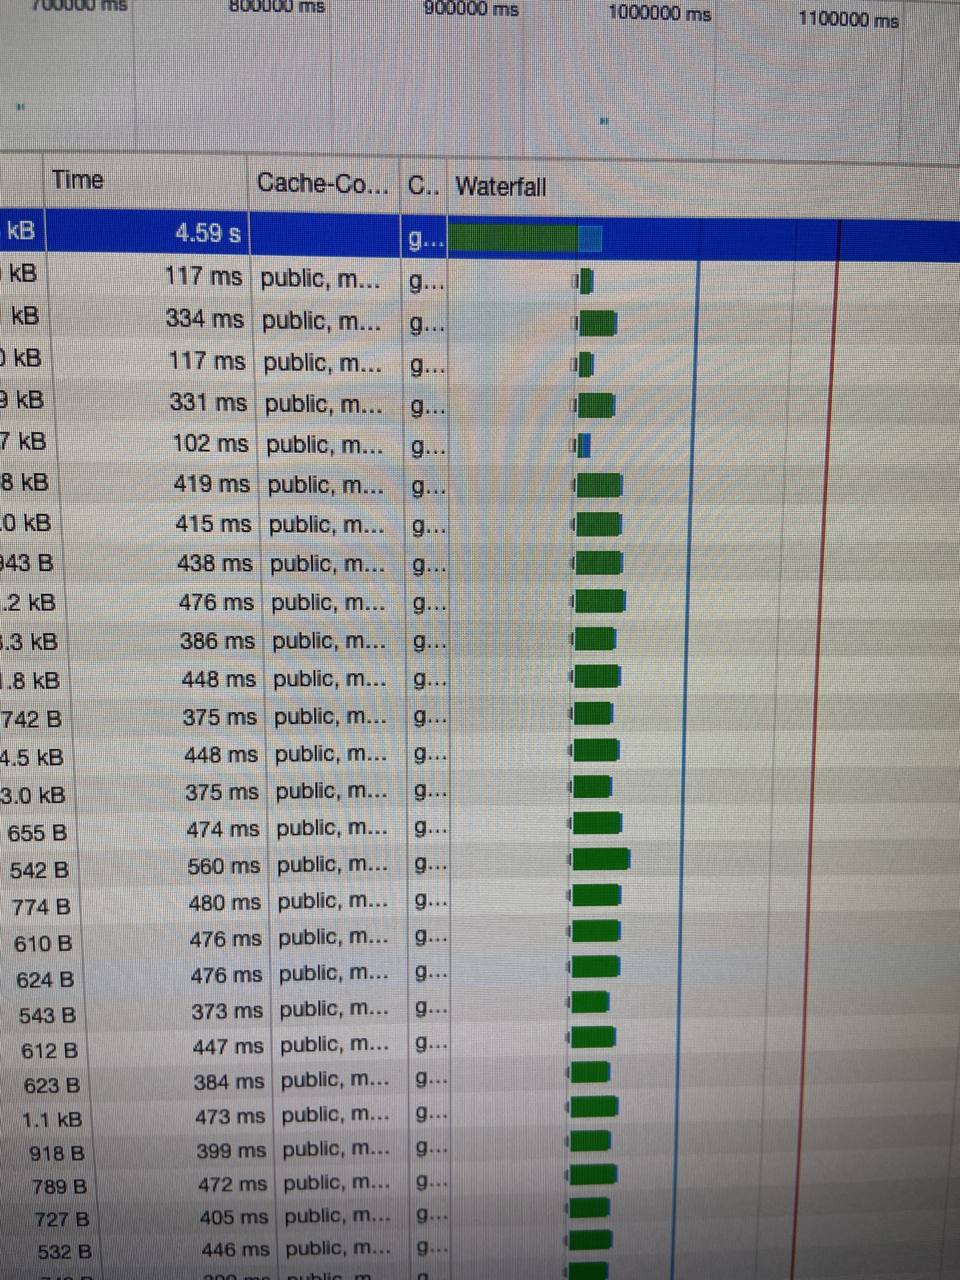 700000 ms 800000 ms 900000 ms 1000000 ms 1100000 ms
Time Cache-Co... C.. Waterfall
kB 4.59 s g...
kB 117 ms public, m... g...
kB 334 ms public, m... g...
kB 117 ms public, m... g...
9 kB 331 ms public, m... g...
7 kB 102 ms public, m... g...
8 kB 419 ms public, m... g...
.0 kB 415 ms public, m... g...
943 B 438 ms public, m... g...
.2 kB 476 ms public, m... g...
.3 kB 386 ms public, m... g...
.8 kB 448 ms public, m... g...
742 B 375 ms public, m... g...
4.5 kB 448 ms public, m... g...
3.0 kB 375 ms public, m... g...
655 B 474 ms public, m... g...
542 B 560 ms public, m... g...
774 B 480 ms public, m... g...
610 B 476 ms public, m... g...
624 B 476 ms public, m... g...
543 B 373 ms public, m... g...
612 B 447 ms public, m... g...
623 B 384 ms public, m... g...
1.1 kB 473 ms public, m... g...
918 B 399 ms public, m... g...
789 B 472 ms public, m... g...
727 B 405 ms public, m... g...
532 B 446 ms public, m... g...
ms public, m